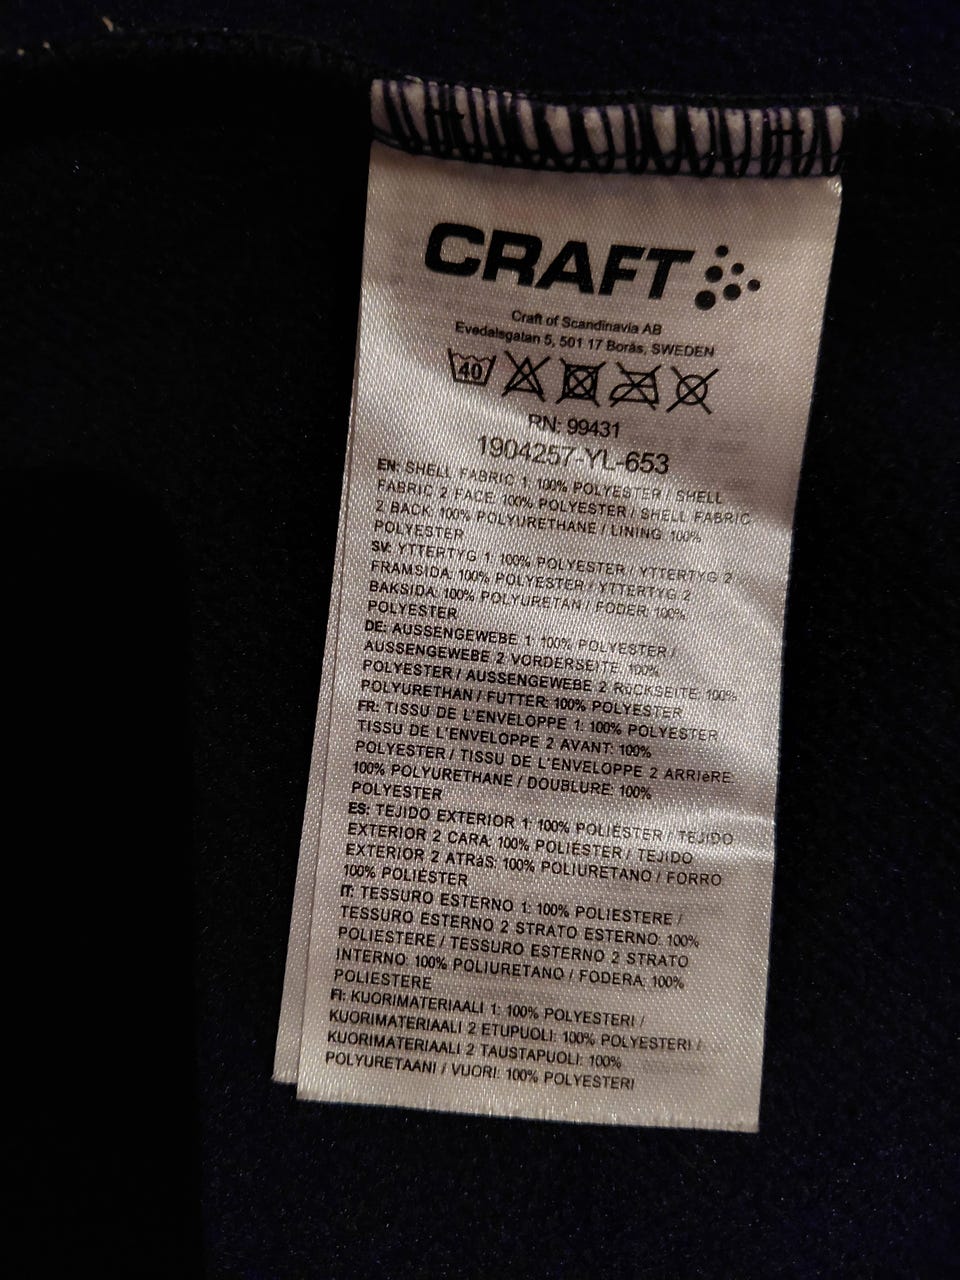 CRAFT
Craft of Scandinavia AB
Evedalsgatan 5, 501 17 Borås, SWEDEN
40
RN: 99431
1904257-YL-653
EN: SHELL FABRIC 1: 100% POLYESTER / SHELL
FABRIC 2 FACE: 100% POLYESTER / SHELL FABRIC
2 BACK: 100% POLYURETHANE / LINING: 100%
POLYESTER
SV: YTTERTYG 1: 100% POLYESTER / YTTERTYG 2
FRAMSIDA: 100% POLYESTER / YTTERTYG 2
BAKSIDA: 100% POLYURETAN / FODER: 100%
POLYESTER
DE: AUSSENGEWEBE 1: 100% POLYESTER /
AUSSENGEWEBE 2 VORDERSEITE: 100%
POLYESTER / AUSSENGEWEBE 2 RüCKSEITE: 100%
POLYURETHAN / FUTTER: 100% POLYESTER
FR: TISSU DE L'ENVELOPPE 1: 100% POLYESTER
TISSU DE L'ENVELOPPE 2 AVANT: 100%
POLYESTER / TISSU DE L'ENVELOPPE 2 ARRIèRE:
100% POLYURETHANE / DOUBLURE: 100%
POLYESTER
ES: TEJIDO EXTERIOR 1: 100% POLIESTER / TEJIDO
EXTERIOR 2 CARA: 100% POLIESTER / TEJIDO
EXTERIOR 2 ATRáS: 100% POLIURETANO / FORRO
100% POLIESTER
IT: TESSURO ESTERNO 1: 100% POLIESTERE /
TESSURO ESTERNO 2 STRATO ESTERNO: 100%
POLIESTERE / TESSURO ESTERNO 2 STRATO
INTERNO: 100% POLIURETANO / FODERA: 100%
POLIESTERE
FI: KUORIMATERIAALI 1: 100% POLYESTERI /
KUORIMATERIAALI 2 ETUPUOLI: 100% POLYESTERI /
KUORIMATERIAALI 2 TAUSTAPUOLI: 100%
POLYURETAANI / VUORI: 100% POLYESTERI